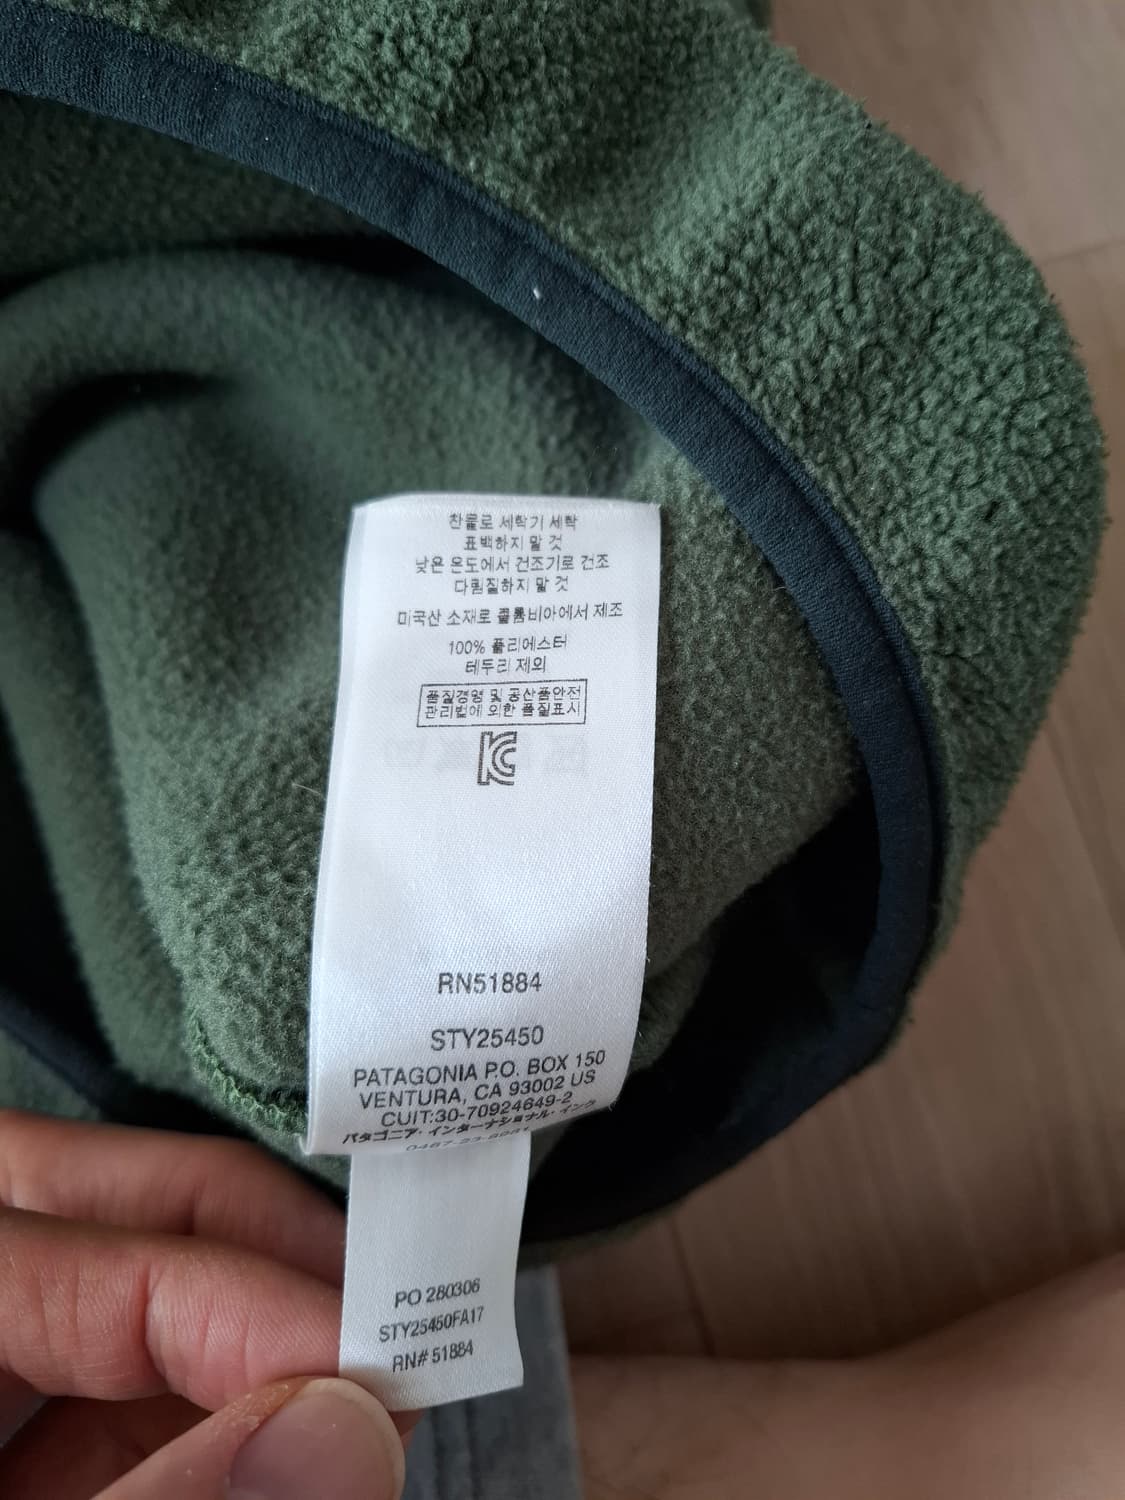 찬물로 세탁기 세탁
표백하지 말 것
낮은 온도에서 건조기로 건조
다림질하지 말 것
미국산 소재로 콜롬비아에서 제조
100% 폴리에스터
테두리 제외
품질경영 및 공산품안전
관리법에 의한 품질표시
RN51884
STY25450
PATAGONIA P.O. BOX 150
VENTURA, CA 93002 US
CUIT:30-70924649-2
パタゴニア・インターナショナル・インク
PO 280306
STY25450FA17
RN# 51884